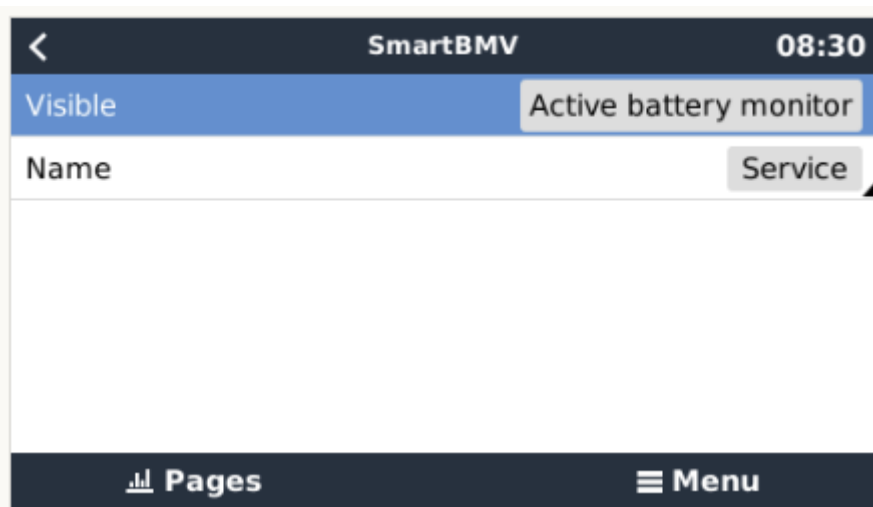 SmartBMV 08:30
Visible Active battery monitor
Name Service
Pages Menu